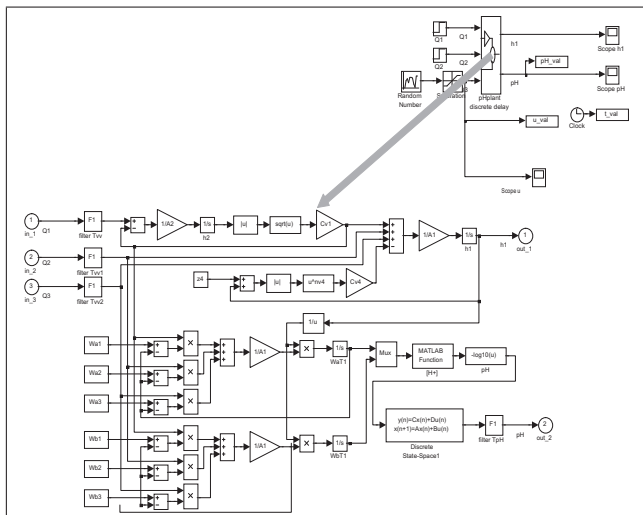 Q1
Q1
Q2
Q2
h1
Scope h1
pH_val
pH
Scope pH
Random
Number
pHplant
discrete delay
u_val
Clock
t_val
Scope u
1
in_1
Q1
F1
filter Tvv
1/A2
1/s
h2
|u|
sqrt(u)
Cv1
1/A1
1/s
h1
h1
1
out_1
2
in_2
Q2
F1
filter Tvv1
3
in_3
Q3
F1
filter Tvv2
z4
|u|
u^nv4
Cv4
1/u
Wa1
Wa2
Wa3
1/A1
1/s
WaT1
Mux
MATLAB
Function
[H+]
-log10(u)
pH
Wb1
Wb2
Wb3
1/A1
1/s
WbT1
y(n)=Cx(n)+Du(n)
x(n+1)=Ax(n)+Bu(n)
Discrete
State-Space1
F1
filter TpH
pH
2
out_2